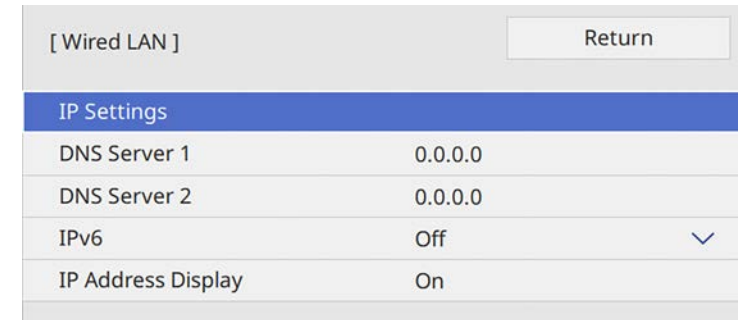 [ Wired LAN ] Return
IP Settings
DNS Server 1 0.0.0.0
DNS Server 2 0.0.0.0
IPv6 Off
IP Address Display On